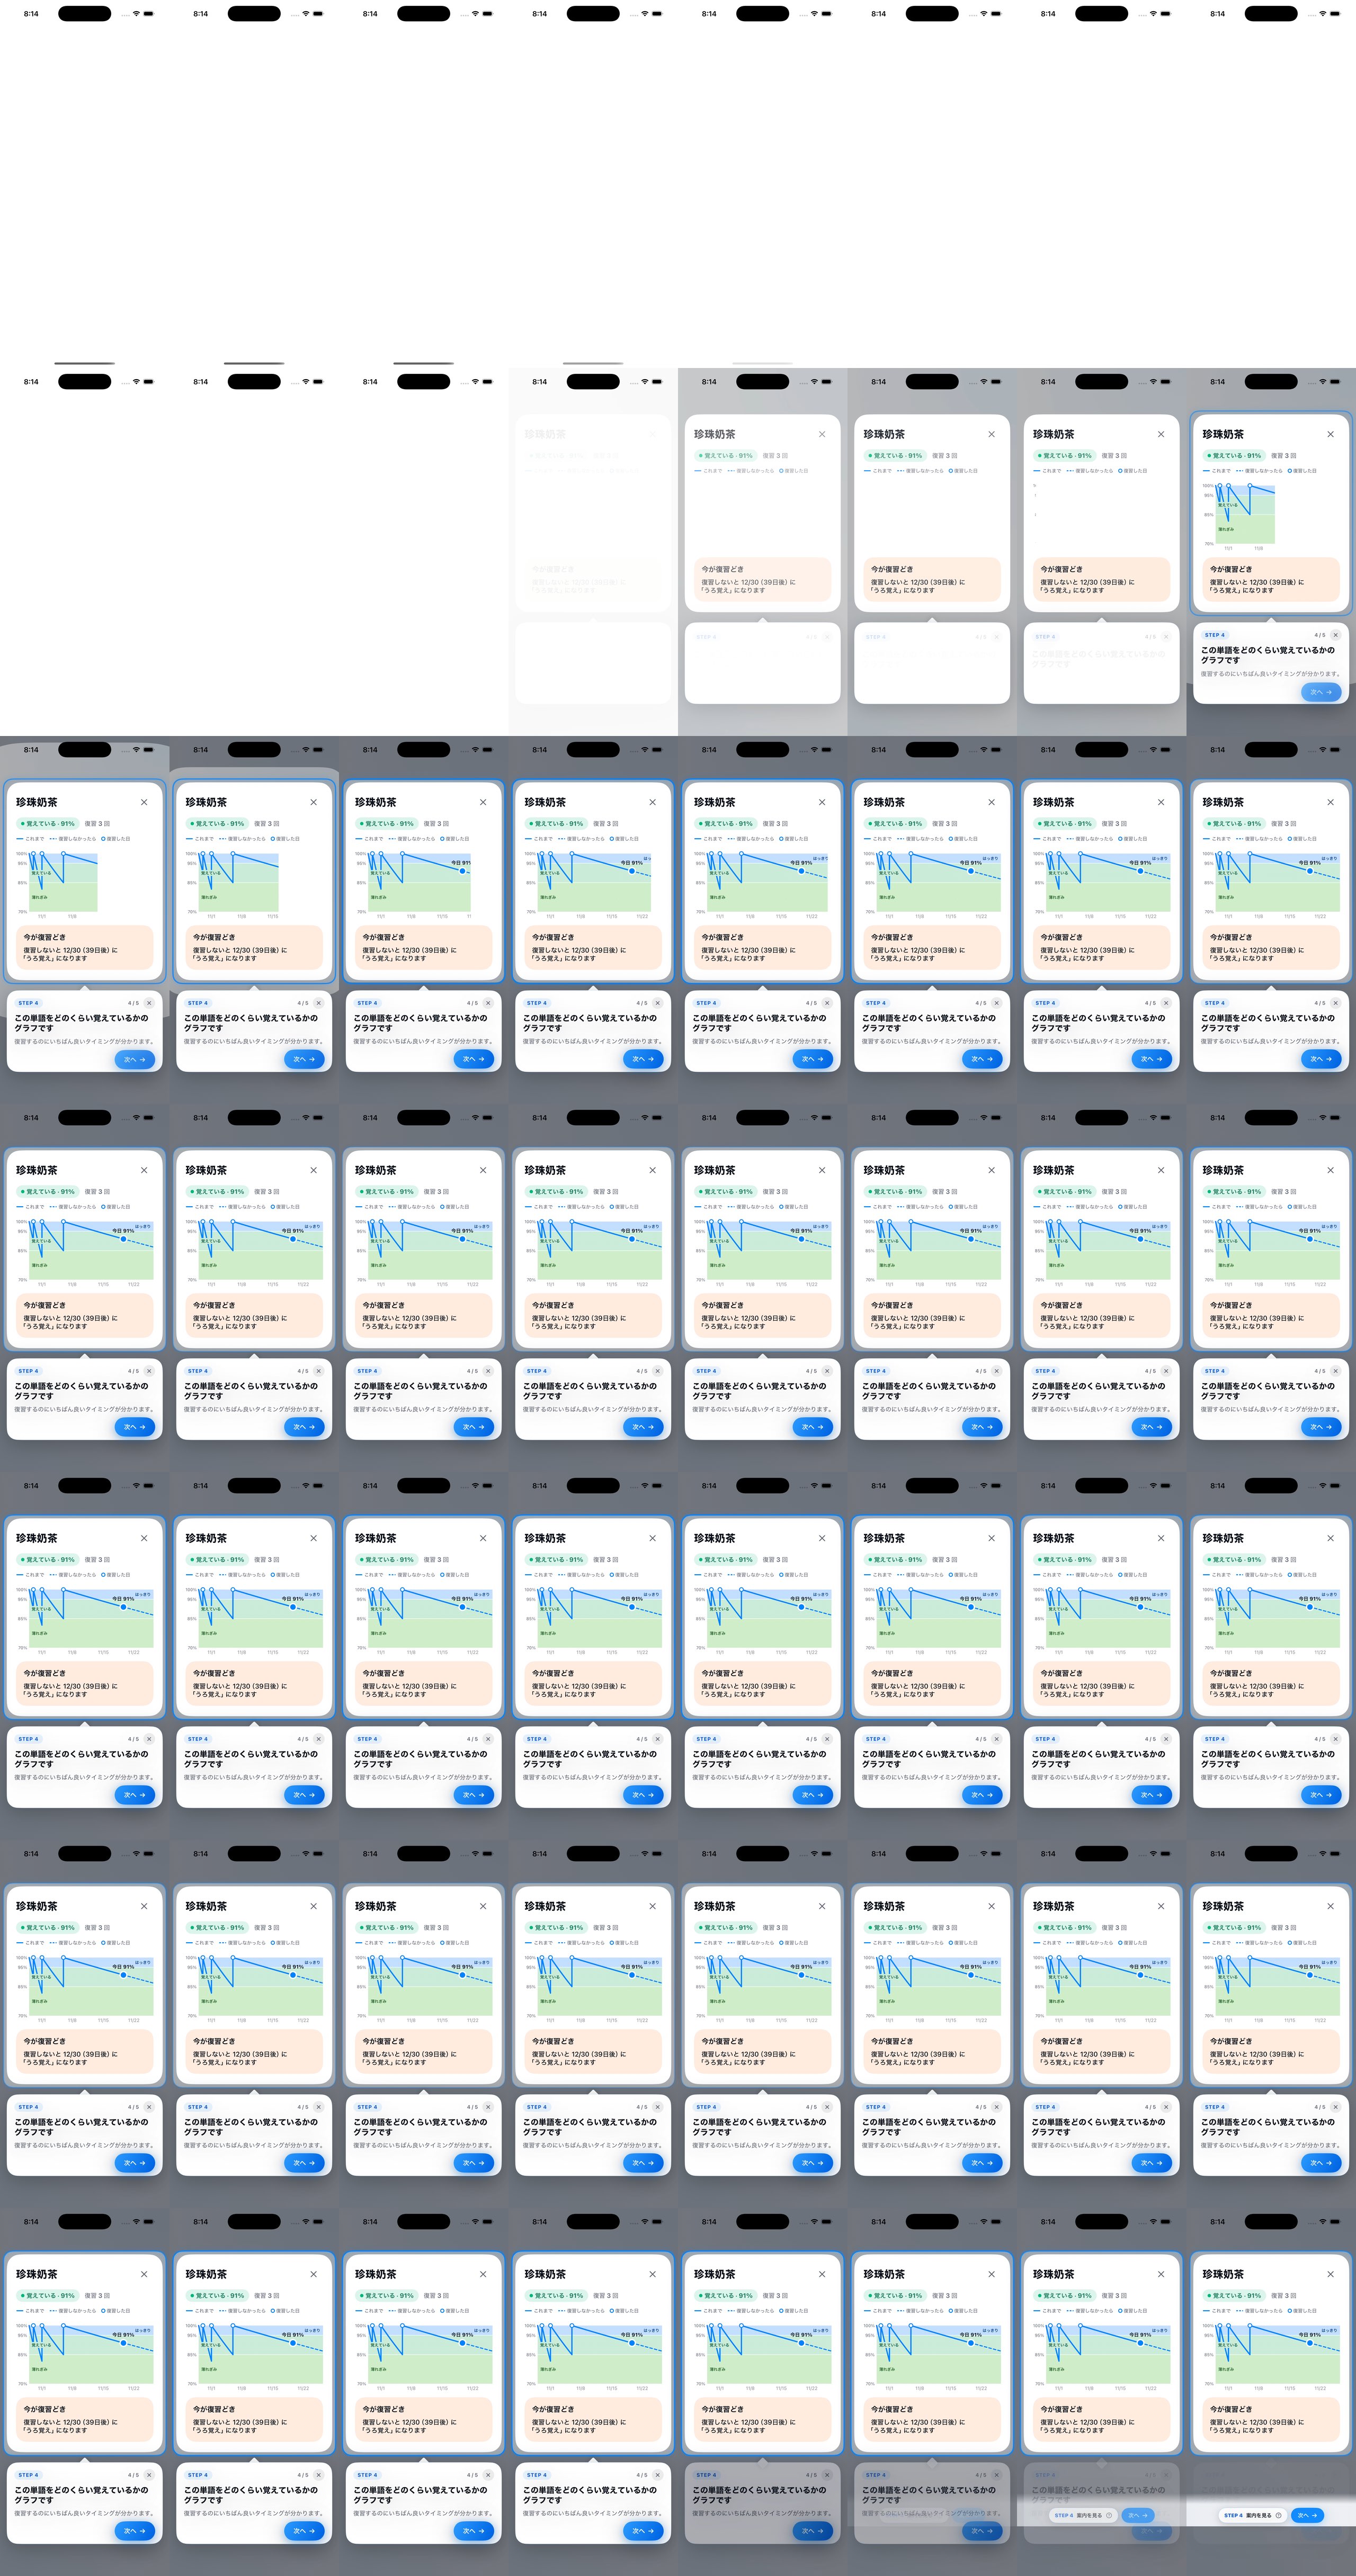 8:14
珍珠奶茶
覚えている · 91% 復習 3 回
これまで 復習しなかったら 復習した日
100%
はっきり
今日 91%
95%
覚えている
85%
薄れぎみ
70%
11/1 11/8 11/15 11/22
今が復習どき
復習しないと 12/30（39日後）に
「うろ覚え」になります
STEP 4 4 / 5
この単語をどのくらい覚えているかの
グラフです
復習するのにいちばん良いタイミングが分かります。
次へ →
STEP 4 案内を見る 次へ →